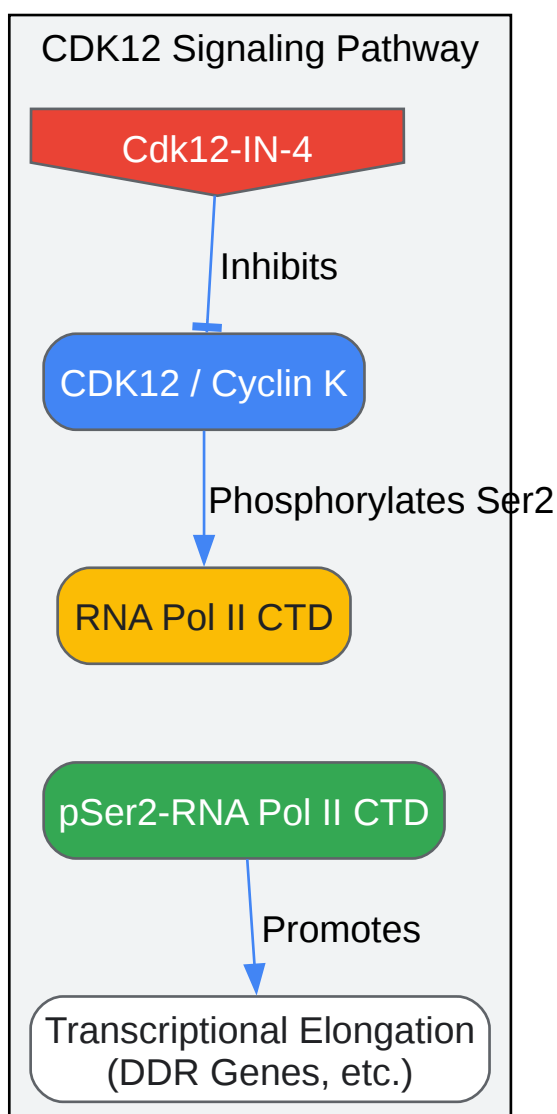 CDK12 Signaling Pathway
Cdk12-IN-4
Inhibits
CDK12 / Cyclin K
Phosphorylates Ser2
RNA Pol II CTD
pSer2-RNA Pol II CTD
Promotes
Transcriptional Elongation
(DDR Genes, etc.)